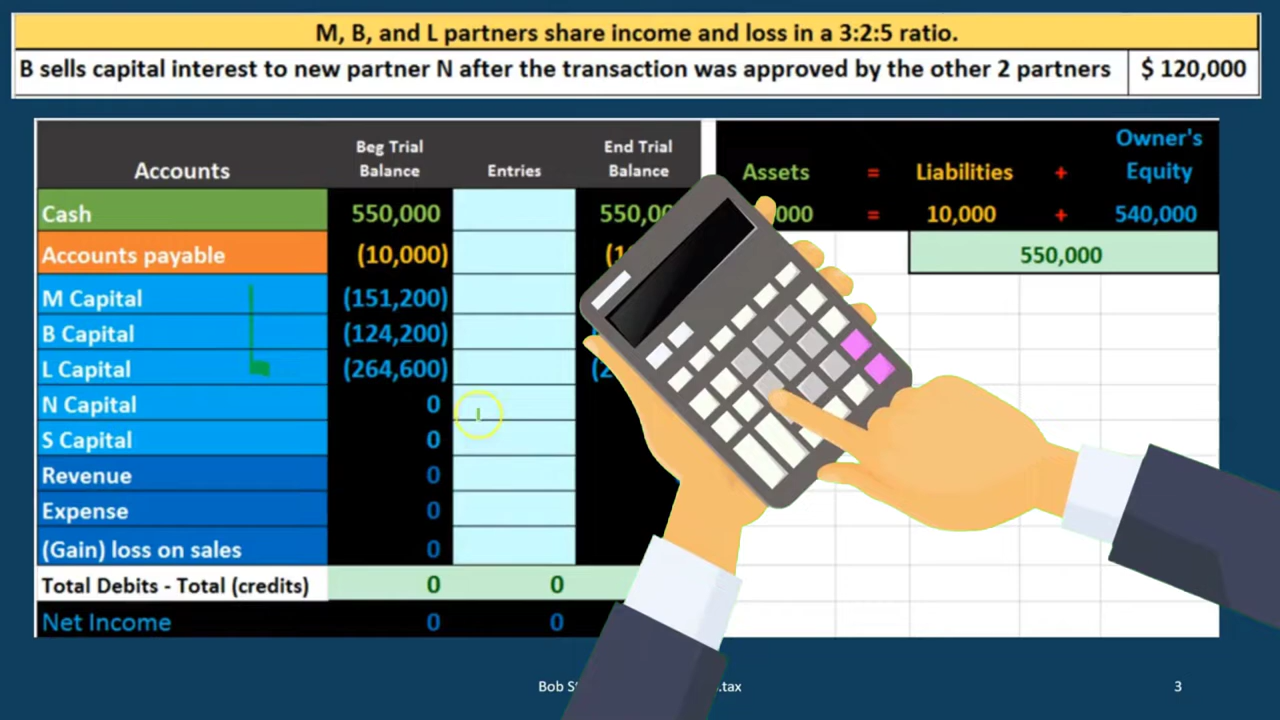 M, B, and L partners share income and loss in a 3:2:5 ratio.
B sells capital interest to new partner N after the transaction was approved by the other 2 partners $ 120,000
Accounts Beg Trial Balance Entries End Trial Balance
Cash 550,000
Accounts payable (10,000)
M Capital (151,200)
B Capital (124,200)
L Capital (264,600)
N Capital 0
S Capital 0
Revenue 0
Expense 0
(Gain) loss on sales 0
Total Debits - Total (credits) 0 0
Net Income 0 0
Assets = Liabilities + Owner's Equity
= 10,000 + 540,000
550,000
Bob
3